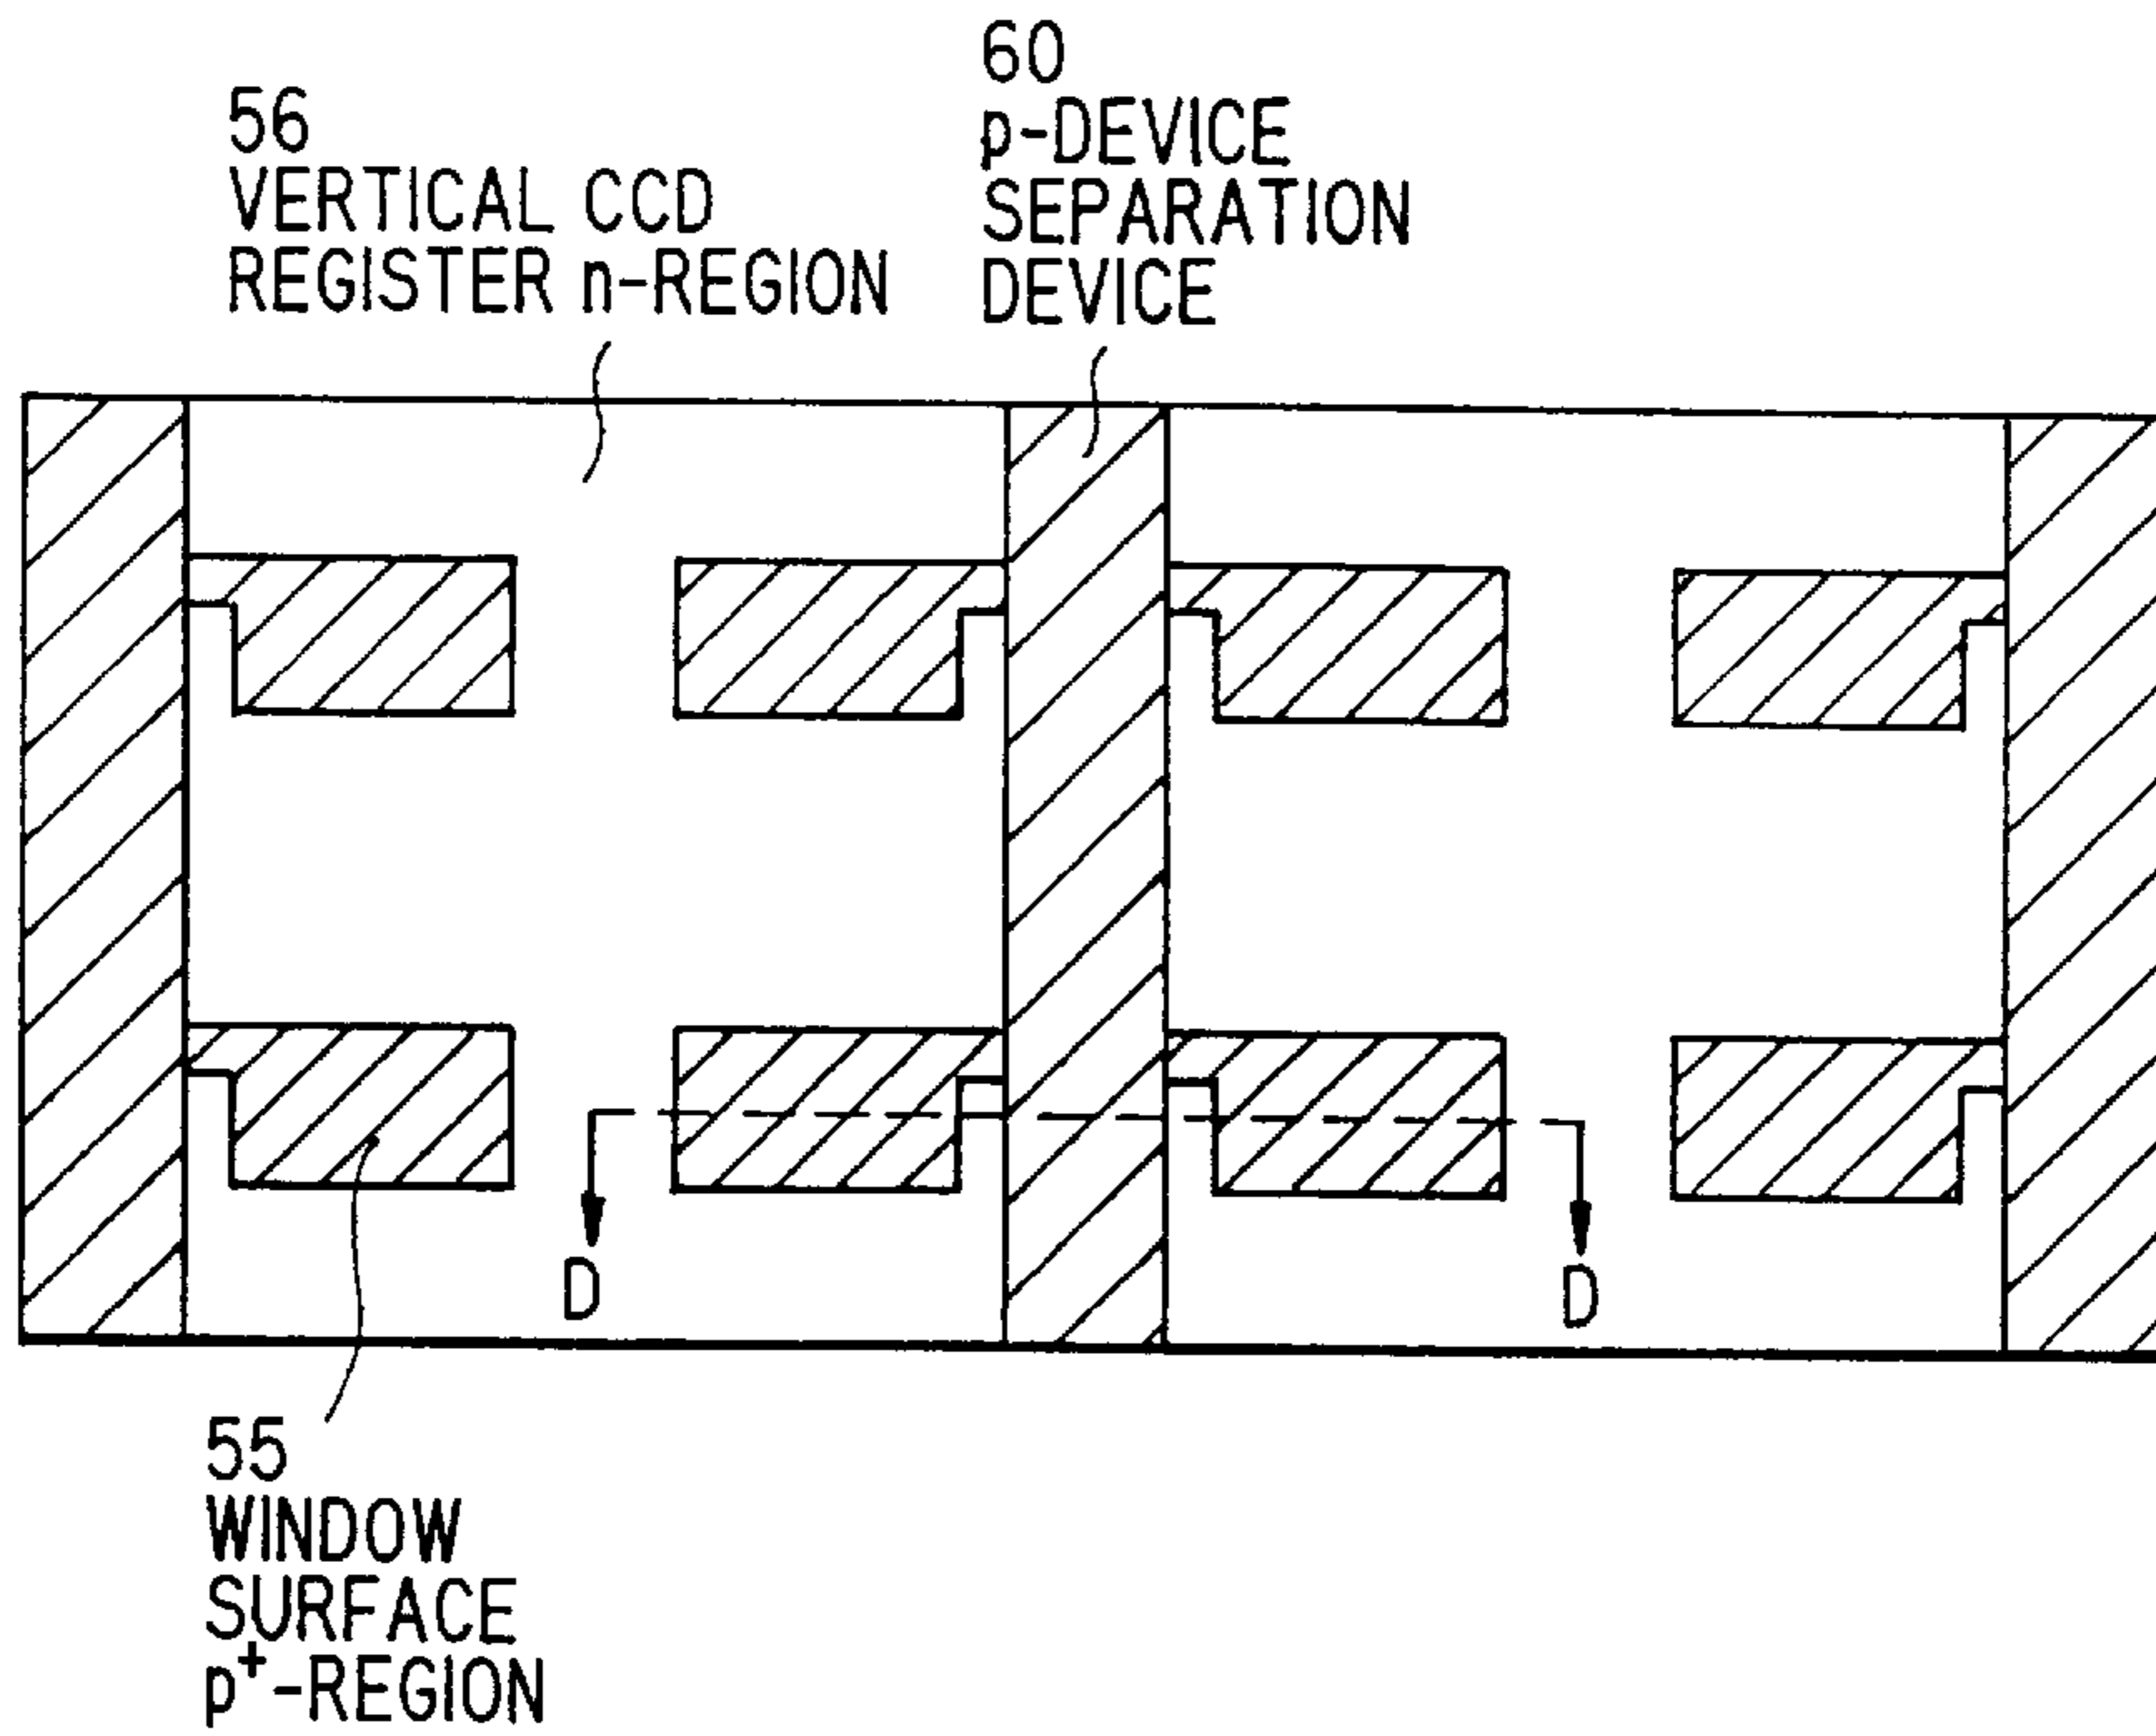 60
p-DEVICE
SEPARATION
DEVICE
56
VERTICAL CCD
REGISTER n-REGION
D
D
55
WINDOW
SURFACE
p⁺-REGION